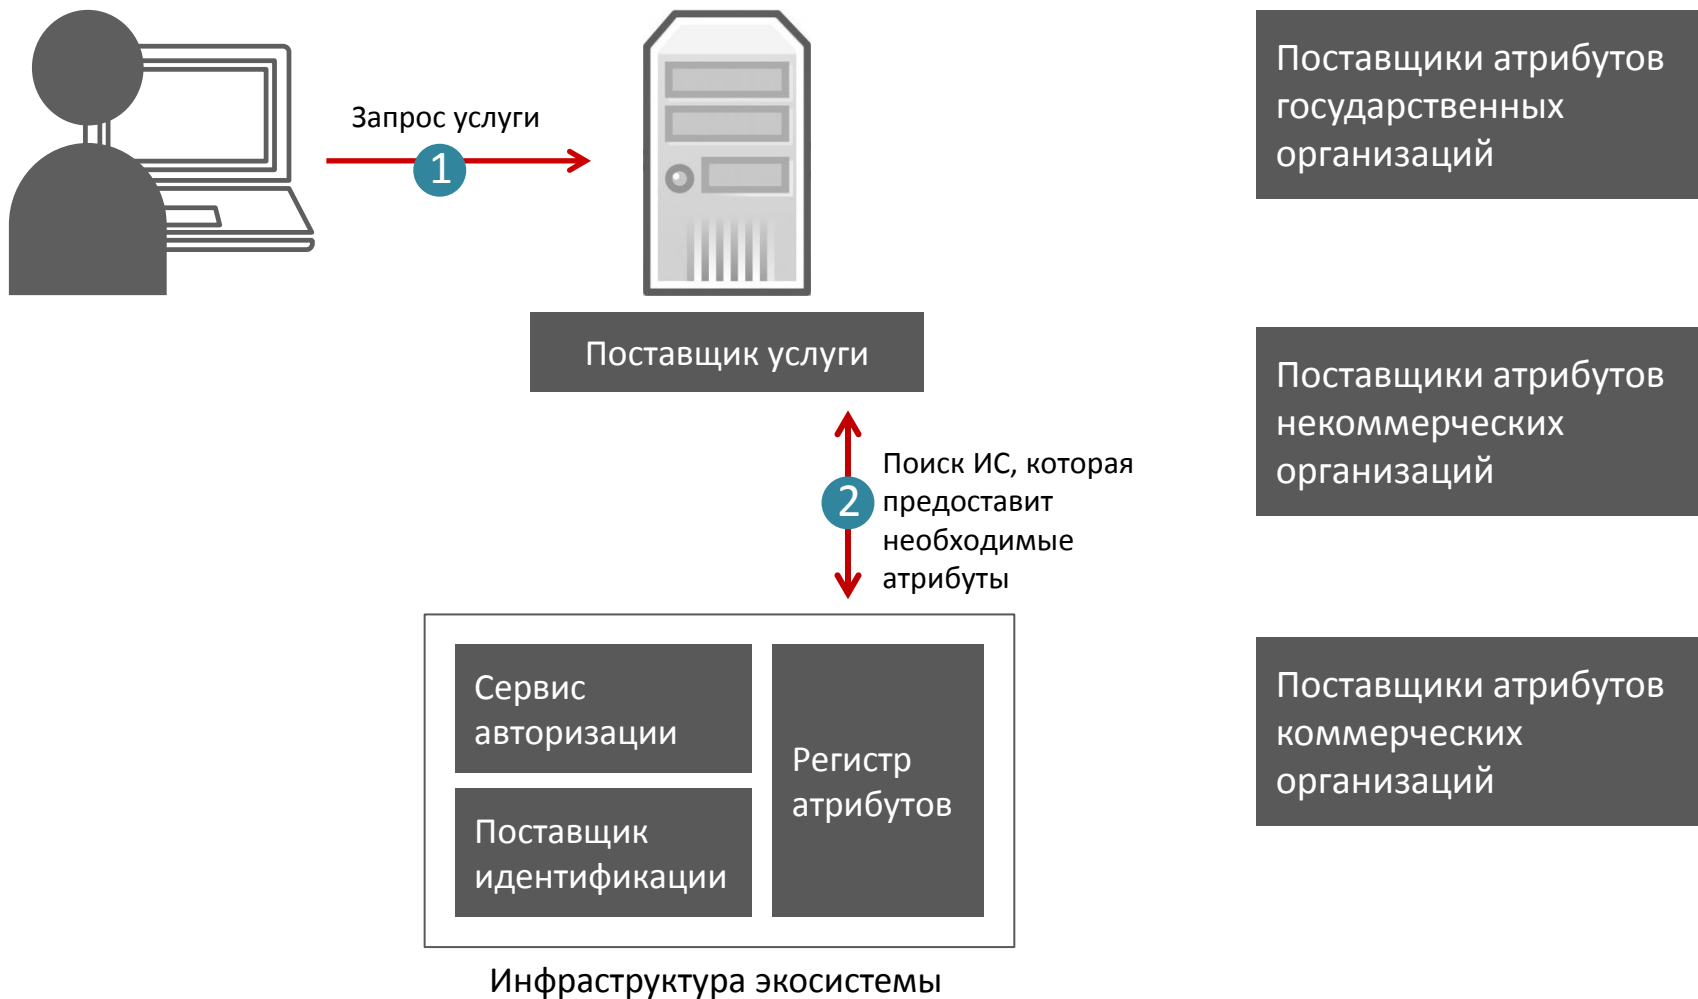 Запрос услуги
1
Поставщик услуги
2
Поиск ИС, которая
предоставит
необходимые
атрибуты
Сервис
авторизации
Поставщик
идентификации
Регистр
атрибутов
Инфраструктура экосистемы
Поставщики атрибутов
государственных
организаций
Поставщики атрибутов
некоммерческих
организаций
Поставщики атрибутов
коммерческих
организаций